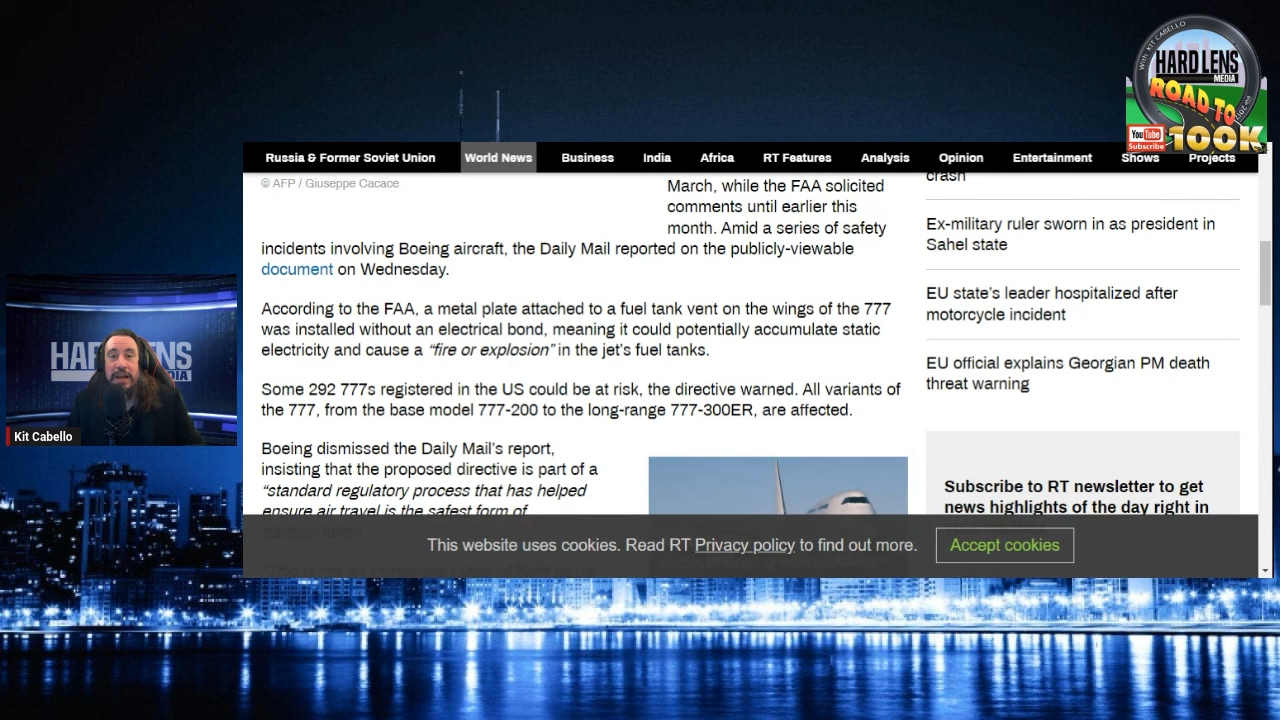 With KIT CABELLO
HARD LENS
MEDIA
ROAD TO
100K
YouTube
Subscribe
Russia & Former Soviet Union World News Business India Africa RT Features Analysis Opinion Entertainment Shows Projects
© AFP / Giuseppe Cacace
March, while the FAA solicited
comments until earlier this
month. Amid a series of safety
incidents involving Boeing aircraft, the Daily Mail reported on the publicly-viewable
document on Wednesday.
According to the FAA, a metal plate attached to a fuel tank vent on the wings of the 777
was installed without an electrical bond, meaning it could potentially accumulate static
electricity and cause a “fire or explosion” in the jet’s fuel tanks.
Some 292 777s registered in the US could be at risk, the directive warned. All variants of
the 777, from the base model 777-200 to the long-range 777-300ER, are affected.
Boeing dismissed the Daily Mail’s report,
insisting that the proposed directive is part of a
“standard regulatory process that has helped
ensure air travel is the safest form of
crash
Ex-military ruler sworn in as president in
Sahel state
EU state’s leader hospitalized after
motorcycle incident
EU official explains Georgian PM death
threat warning
Subscribe to RT newsletter to get
news highlights of the day right in
This website uses cookies. Read RT Privacy policy to find out more.
Accept cookies
Kit Cabello